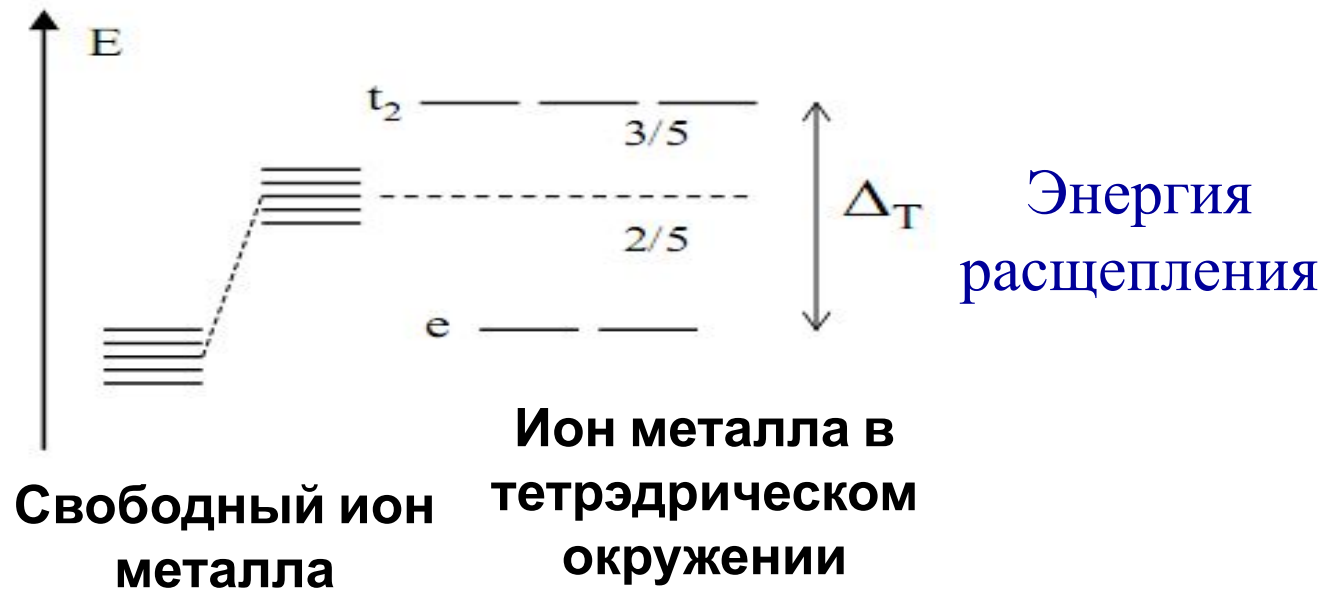 E
t₂
3/5
Δ_T
Энергия
расщепления
2/5
e
Ион металла в
тетрэдрическом
окружении
Свободный ион
металла